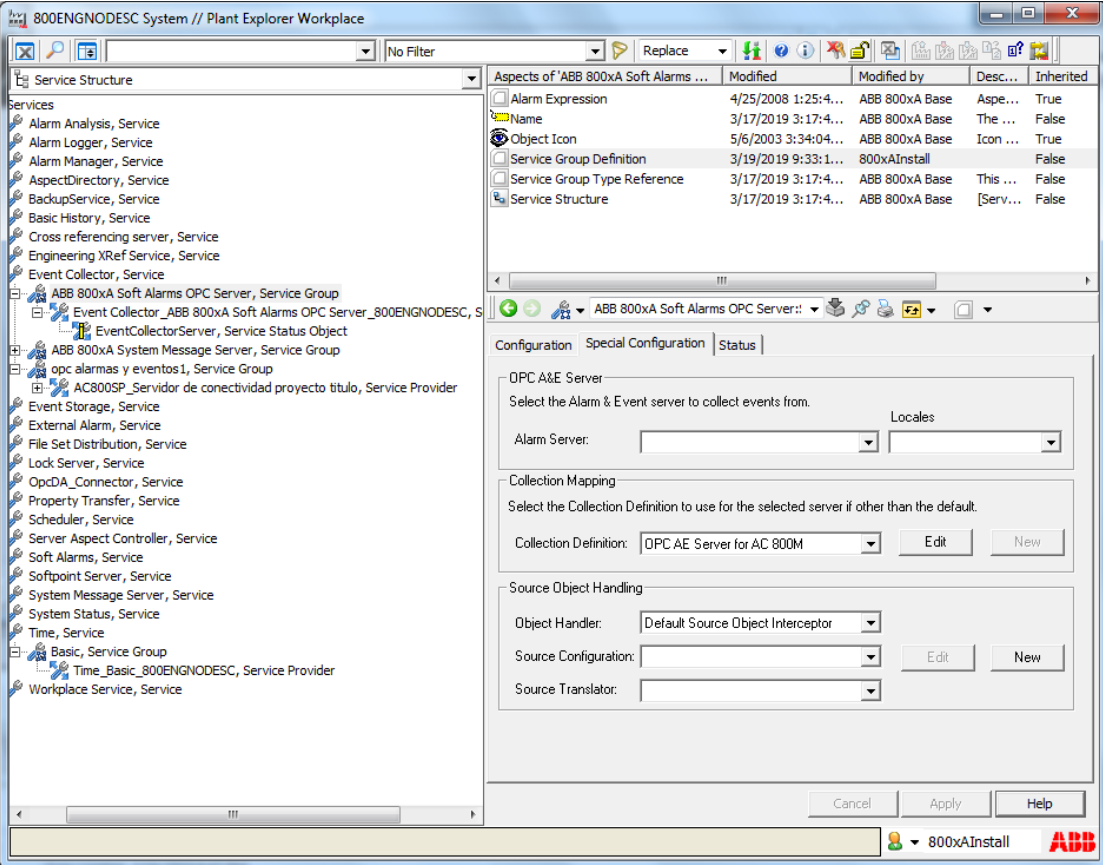 800ENGNODESC System // Plant Explorer Workplace
No Filter
Replace
Service Structure
Services
Alarm Analysis, Service
Alarm Logger, Service
Alarm Manager, Service
AspectDirectory, Service
BackupService, Service
Basic History, Service
Cross referencing server, Service
Engineering XRef Service, Service
Event Collector, Service
ABB 800xA Soft Alarms OPC Server, Service Group
Event Collector_ABB 800xA Soft Alarms OPC Server_800ENGNODESC, S
EventCollectorServer, Service Status Object
ABB 800xA System Message Server, Service Group
opc alarmas y eventos1, Service Group
AC800SP_Servidor de conectividad proyecto titulo, Service Provider
Event Storage, Service
External Alarm, Service
File Set Distribution, Service
Lock Server, Service
OpcDA_Connector, Service
Property Transfer, Service
Scheduler, Service
Server Aspect Controller, Service
Soft Alarms, Service
Softpoint Server, Service
System Message Server, Service
System Status, Service
Time, Service
Basic, Service Group
Time_Basic_800ENGNODESC, Service Provider
Workplace Service, Service
Aspects of 'ABB 800xA Soft Alarms ... Modified Modified by Desc... Inherited
Alarm Expression 4/25/2008 1:25:4... ABB 800xA Base Aspe... True
Name 3/17/2019 3:17:4... ABB 800xA Base The ... False
Object Icon 5/6/2003 3:34:04... ABB 800xA Base Icon ... True
Service Group Definition 3/19/2019 9:33:1... 800xAInstall False
Service Group Type Reference 3/17/2019 3:17:4... ABB 800xA Base This ... False
Service Structure 3/17/2019 3:17:4... ABB 800xA Base [Serv... False
ABB 800xA Soft Alarms OPC Server::
Configuration Special Configuration Status
OPC A&E Server
Select the Alarm & Event server to collect events from.
Locales
Alarm Server:
Collection Mapping
Select the Collection Definition to use for the selected server if other than the default.
Collection Definition: OPC AE Server for AC 800M Edit New
Source Object Handling
Object Handler: Default Source Object Interceptor
Source Configuration: Edit New
Source Translator:
Cancel Apply Help
800xAInstall ABB